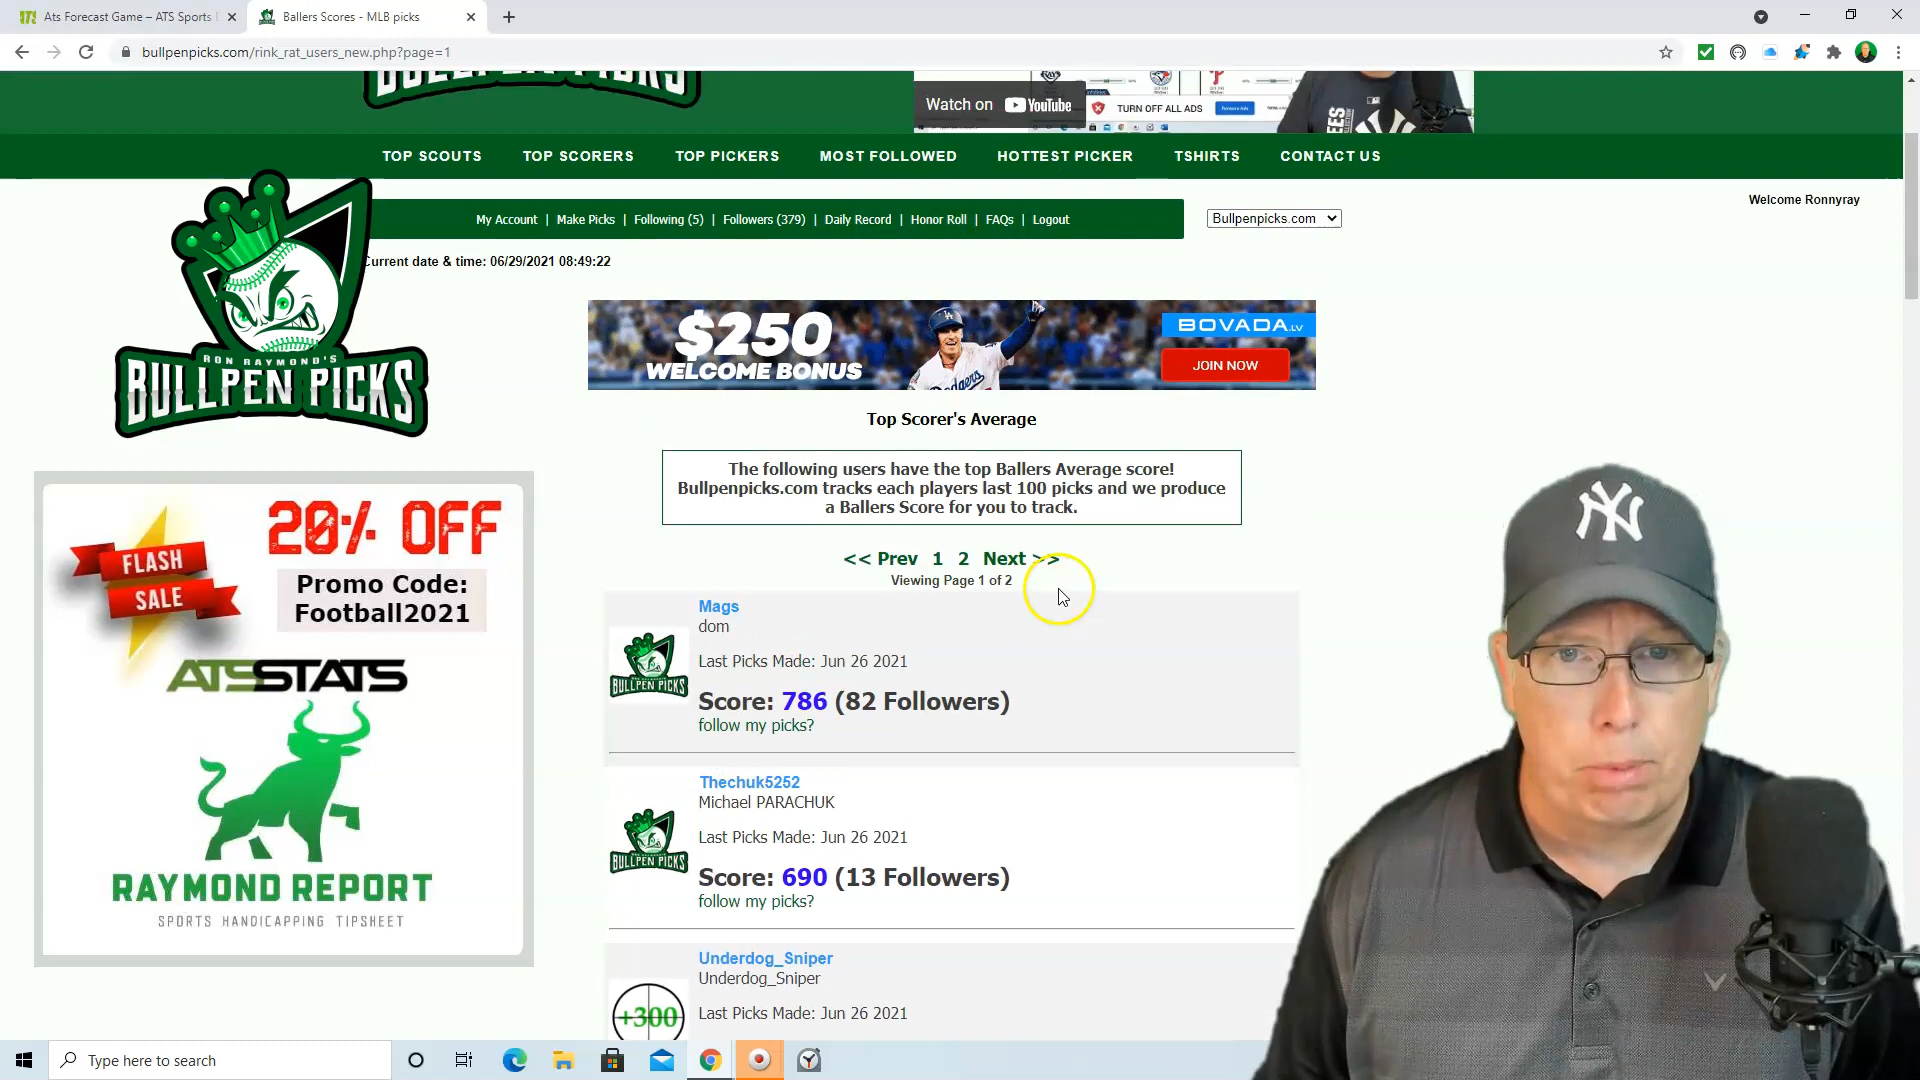 Ats Forecast Game – ATS Sports
Ballers Scores - MLB picks
bullpenpicks.com/rink_rat_users_new.php?page=1
Watch on YouTube
TURN OFF ALL ADS
TOP SCOUTS TOP SCORERS TOP PICKERS MOST FOLLOWED HOTTEST PICKER TSHIRTS CONTACT US
Welcome Ronnyray
My Account | Make Picks | Following (5) | Followers (379) | Daily Record | Honor Roll | FAQs | Logout
Bullpenpicks.com
Current date & time: 06/29/2021 08:49:22
RON RAYMOND'S
BULLPEN PICKS
$250
WELCOME BONUS
Dodgers
BOVADA.LV
JOIN NOW
Top Scorer's Average
The following users have the top Ballers Average score!
Bullpenpicks.com tracks each players last 100 picks and we produce
a Ballers Score for you to track.
<< Prev 1 2 Next >>
Viewing Page 1 of 2
FLASH
SALE
20% OFF
Promo Code:
Football2021
ATSSTATS
RAYMOND REPORT
SPORTS HANDICAPPING TIPSHEET
Mags
dom
Last Picks Made: Jun 26 2021
Score: 786 (82 Followers)
follow my picks?
BULLPEN PICKS
Thechuk5252
Michael PARACHUK
Last Picks Made: Jun 26 2021
Score: 690 (13 Followers)
follow my picks?
BULLPEN PICKS
Underdog_Sniper
Underdog_Sniper
Last Picks Made: Jun 26 2021
+300
NY
Type here to search